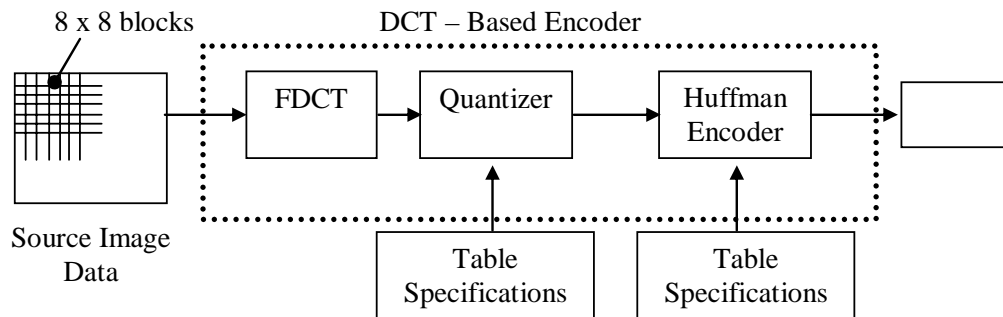 8 x 8 blocks
DCT – Based Encoder
FDCT
Quantizer
Huffman
Encoder
Source Image
Data
Table
Specifications
Table
Specifications